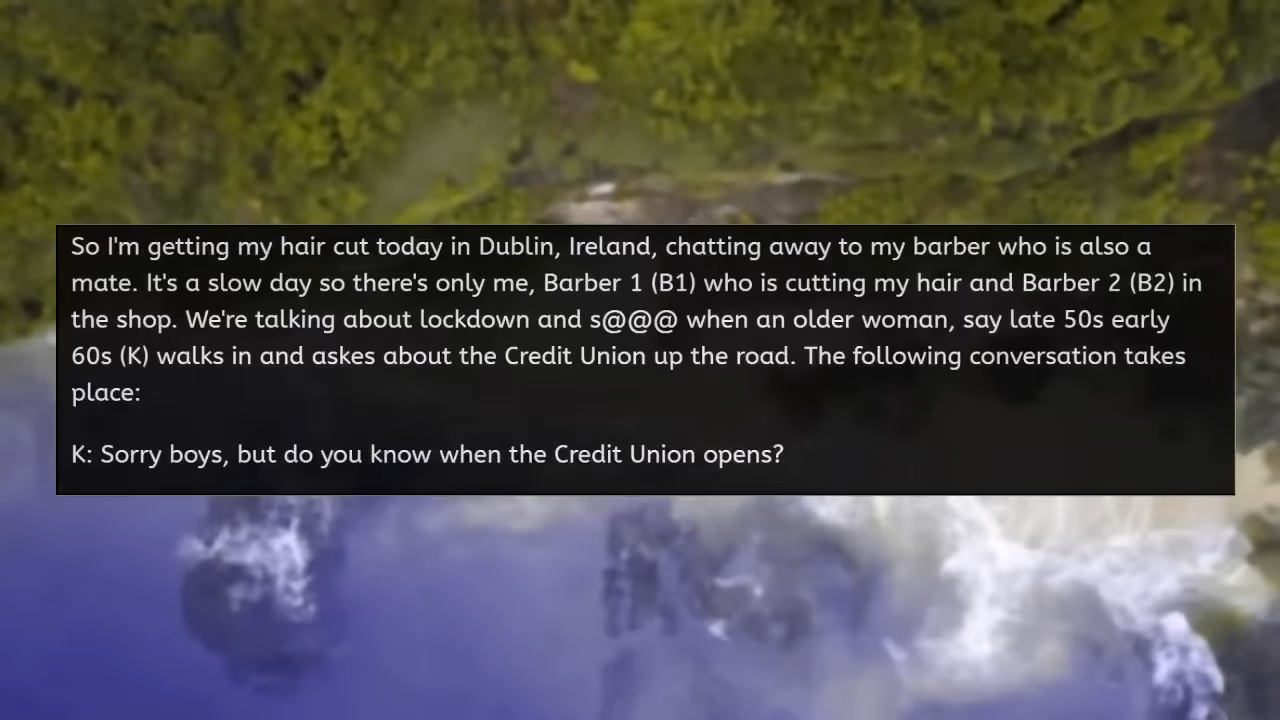 So I'm getting my hair cut today in Dublin, Ireland, chatting away to my barber who is also a
mate. It's a slow day so there's only me, Barber 1 (B1) who is cutting my hair and Barber 2 (B2) in
the shop. We're talking about lockdown and s@@@ when an older woman, say late 50s early
60s (K) walks in and askes about the Credit Union up the road. The following conversation takes
place:
K: Sorry boys, but do you know when the Credit Union opens?